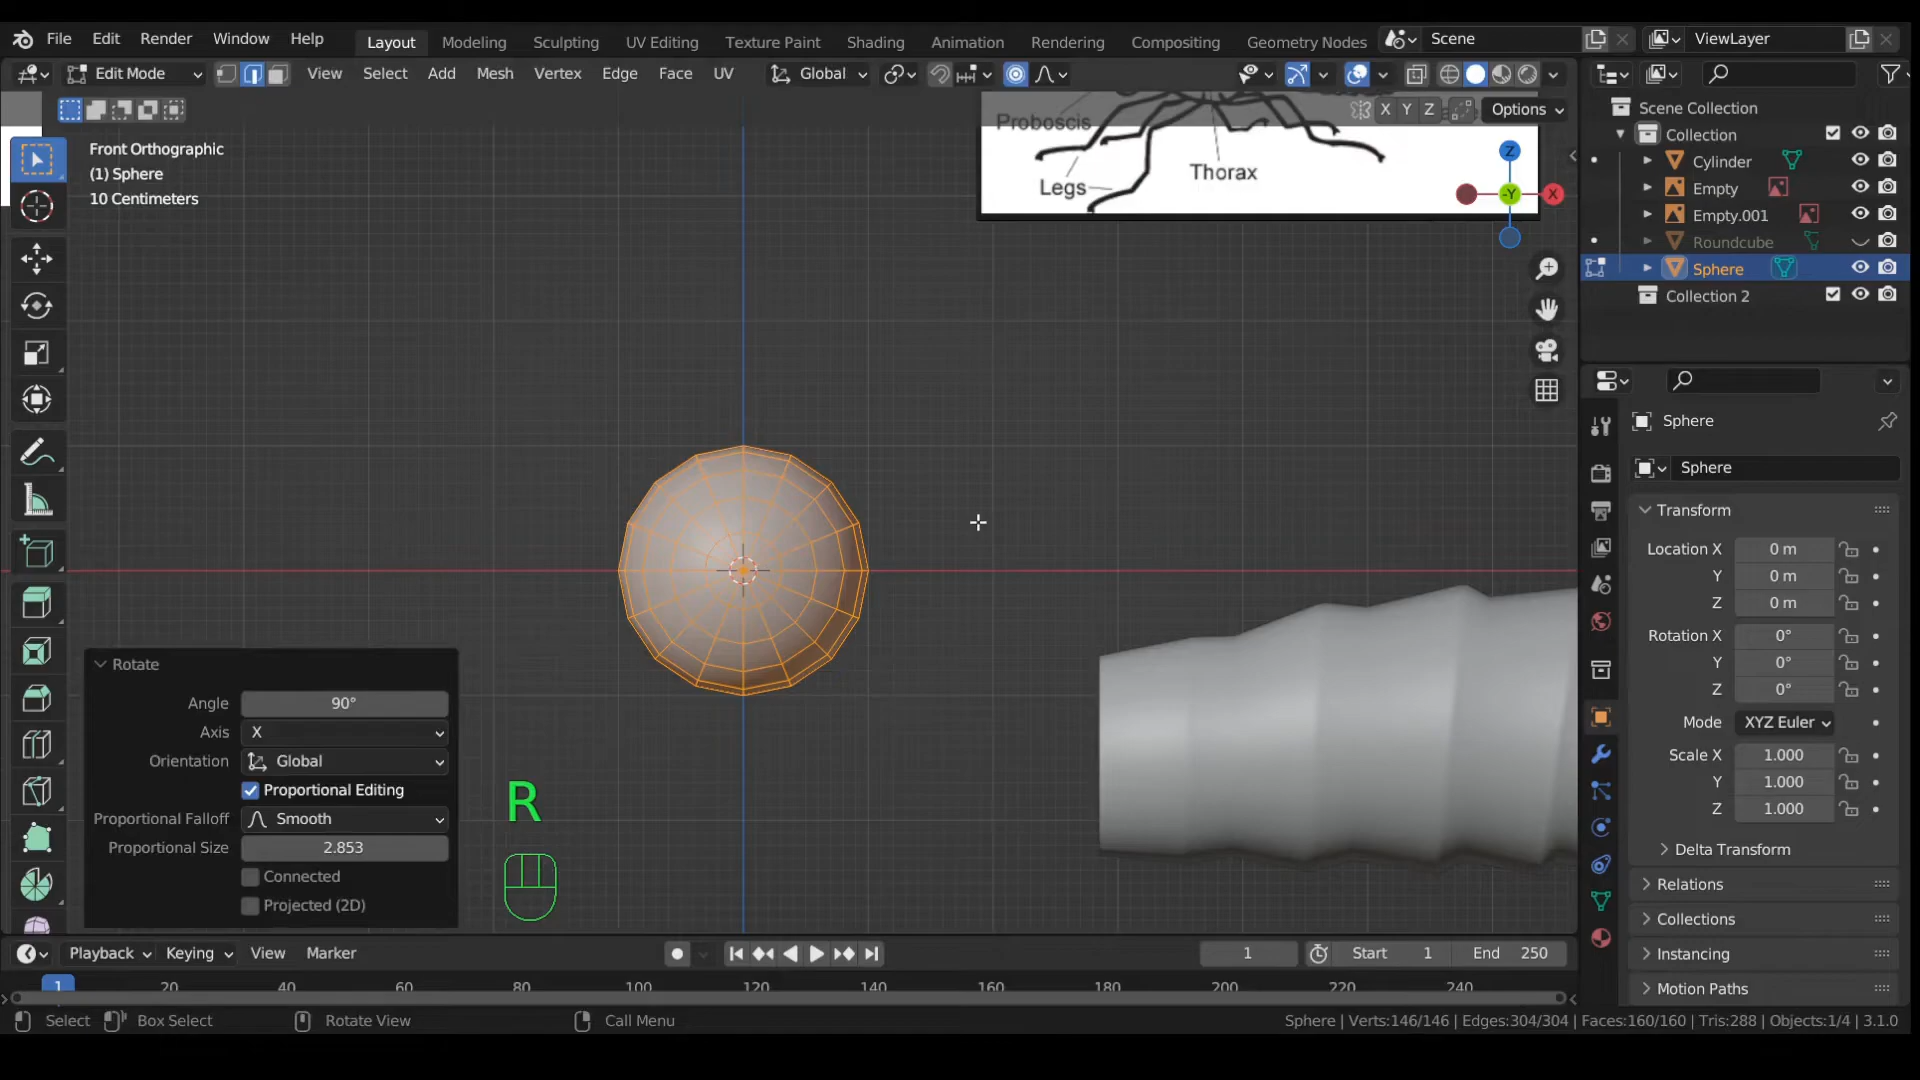 File Edit Render Window Help Layout Modeling Sculpting UV Editing Texture Paint Shading Animation Rendering Compositing Geometry Nodes Scene ViewLayer
Edit Mode View Select Add Mesh Vertex Edge Face UV Global
X Y Z Options
Front Orthographic
(1) Sphere
10 Centimeters
Proboscis
Legs
Thorax
Z
-Y
X
Scene Collection
Collection
Cylinder
Empty
Empty.001
Roundcube
Sphere
Collection 2
Sphere
Sphere
Transform
Location X 0 m
Y 0 m
Z 0 m
Rotation X 0°
Y 0°
Z 0°
Mode XYZ Euler
Scale X 1.000
Y 1.000
Z 1.000
Delta Transform
Relations
Collections
Instancing
Motion Paths
Rotate
Angle 90°
Axis X
Orientation Global
Proportional Editing
Proportional Falloff Smooth
Proportional Size 2.853
Connected
Projected (2D)
R
Playback Keying View Marker 1 Start 1 End 250
1 20 40 60 80 100 120 140 160 180 200 220 240
Select Box Select Rotate View Call Menu Sphere | Verts:146/146 | Edges:304/304 | Faces:160/160 | Tris:288 | Objects:1/4 | 3.1.0